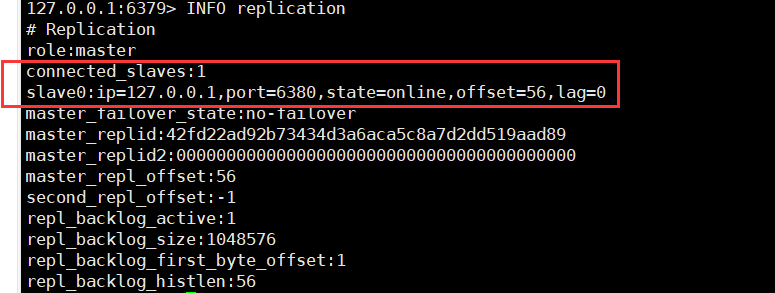 127.0.0.1:6379> INFO replication
# Replication
role:master
connected_slaves:1
slave0:ip=127.0.0.1,port=6380,state=online,offset=56,lag=0
master_failover_state:no-failover
master_replid:42fd22ad92b73434d3a6aca5c8a7d2dd519aad89
master_replid2:0000000000000000000000000000000000000000
master_repl_offset:56
second_repl_offset:-1
repl_backlog_active:1
repl_backlog_size:1048576
repl_backlog_first_byte_offset:1
repl_backlog_histlen:56